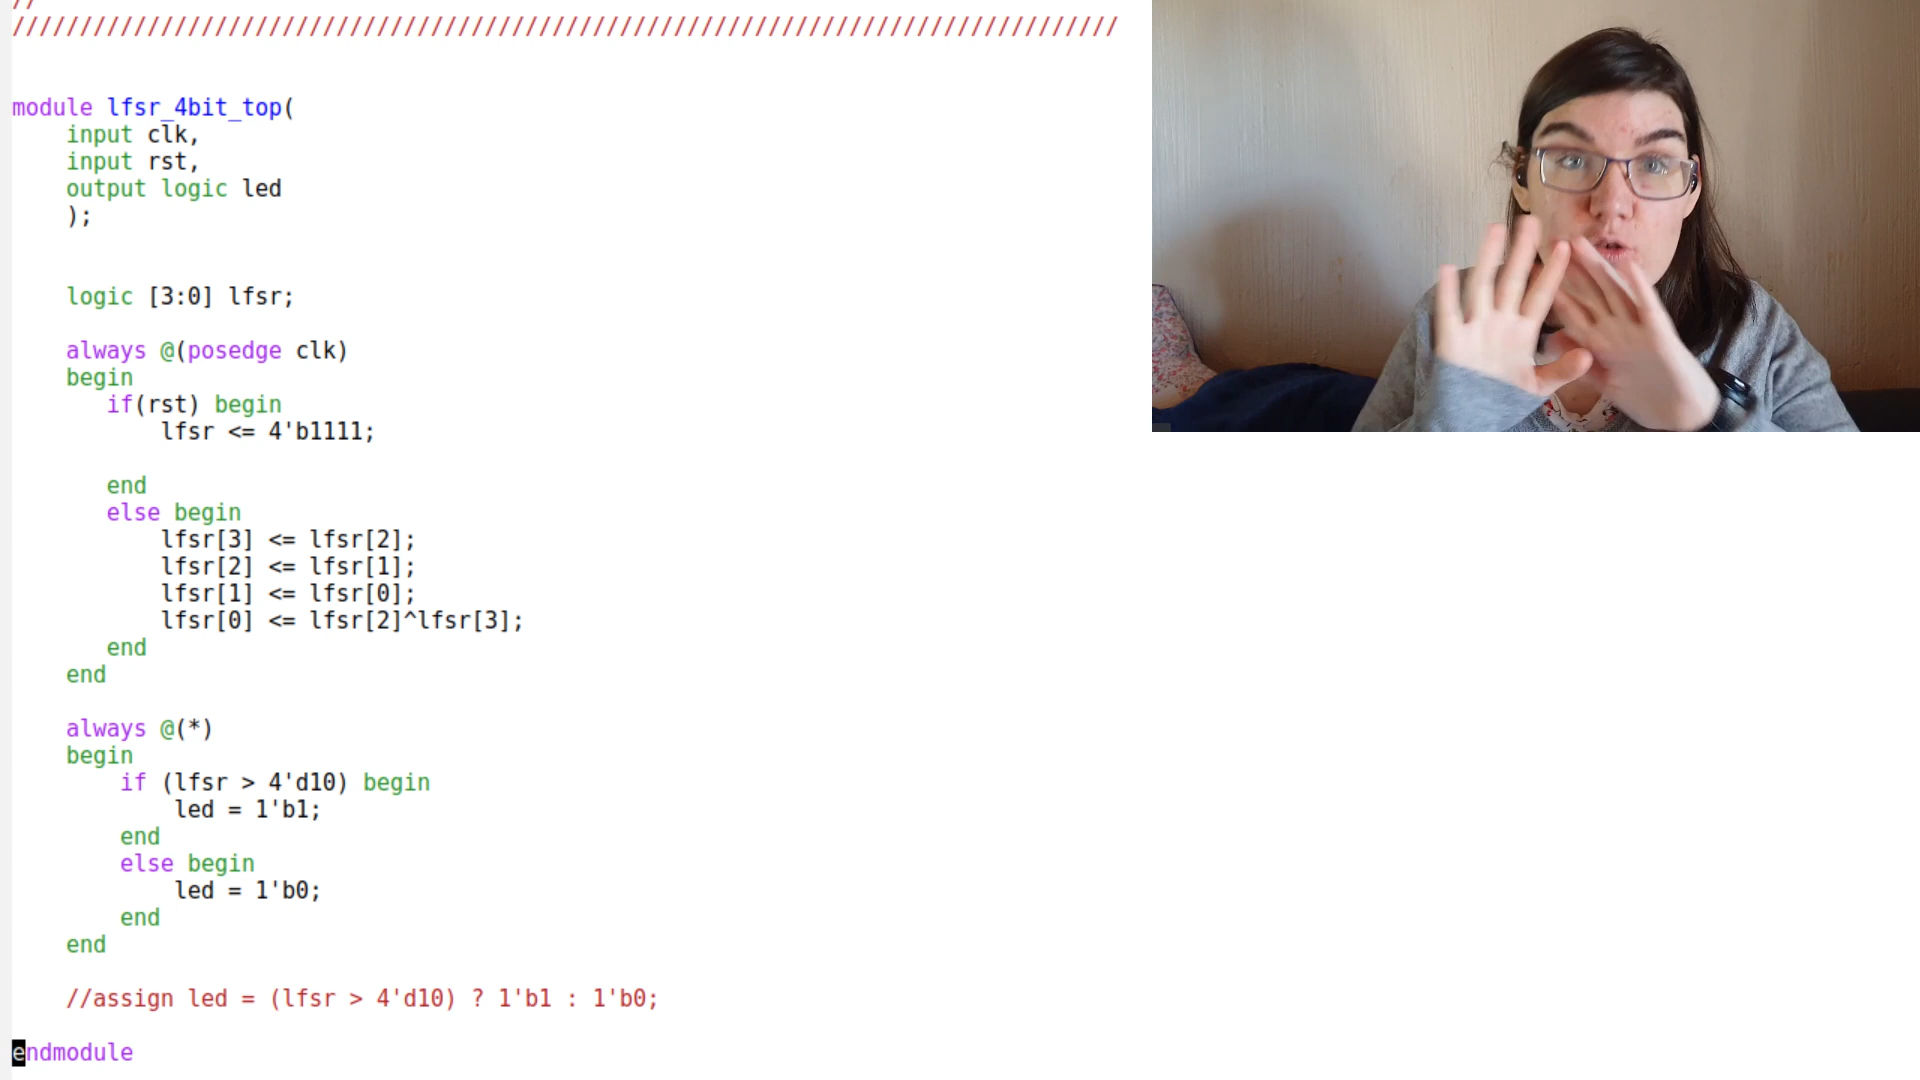 //
//////////////////////////////////////////////////////////////////////////////////
module lfsr_4bit_top(
    input clk,
    input rst,
    output logic led
    );
    logic [3:0] lfsr;
    always @(posedge clk)
    begin
       if(rst) begin
           lfsr <= 4'b1111;
       end
       else begin
           lfsr[3] <= lfsr[2];
           lfsr[2] <= lfsr[1];
           lfsr[1] <= lfsr[0];
           lfsr[0] <= lfsr[2]^lfsr[3];
       end
    end
    always @(*)
    begin
        if (lfsr > 4'd10) begin
            led = 1'b1;
        end
        else begin
            led = 1'b0;
        end
    end
    //assign led = (lfsr > 4'd10) ? 1'b1 : 1'b0;
endmodule